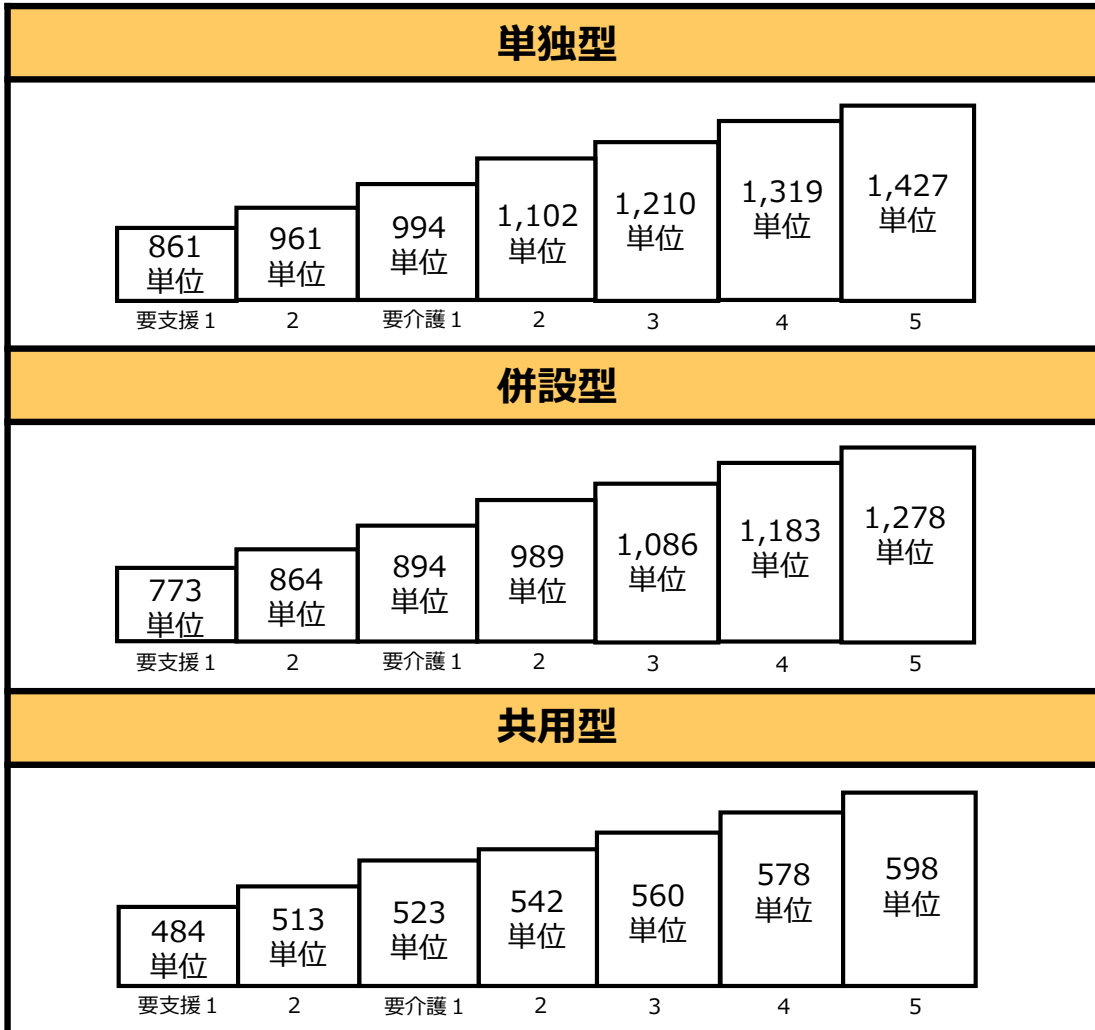 単独型
861
単位
961
単位
994
単位
1,102
単位
1,210
単位
1,319
単位
1,427
単位
要支援1 2 要介護1 2 3 4 5
併設型
773
単位
864
単位
894
単位
989
単位
1,086
単位
1,183
単位
1,278
単位
要支援1 2 要介護1 2 3 4 5
共用型
484
単位
513
単位
523
単位
542
単位
560
単位
578
単位
598
単位
要支援1 2 要介護1 2 3 4 5